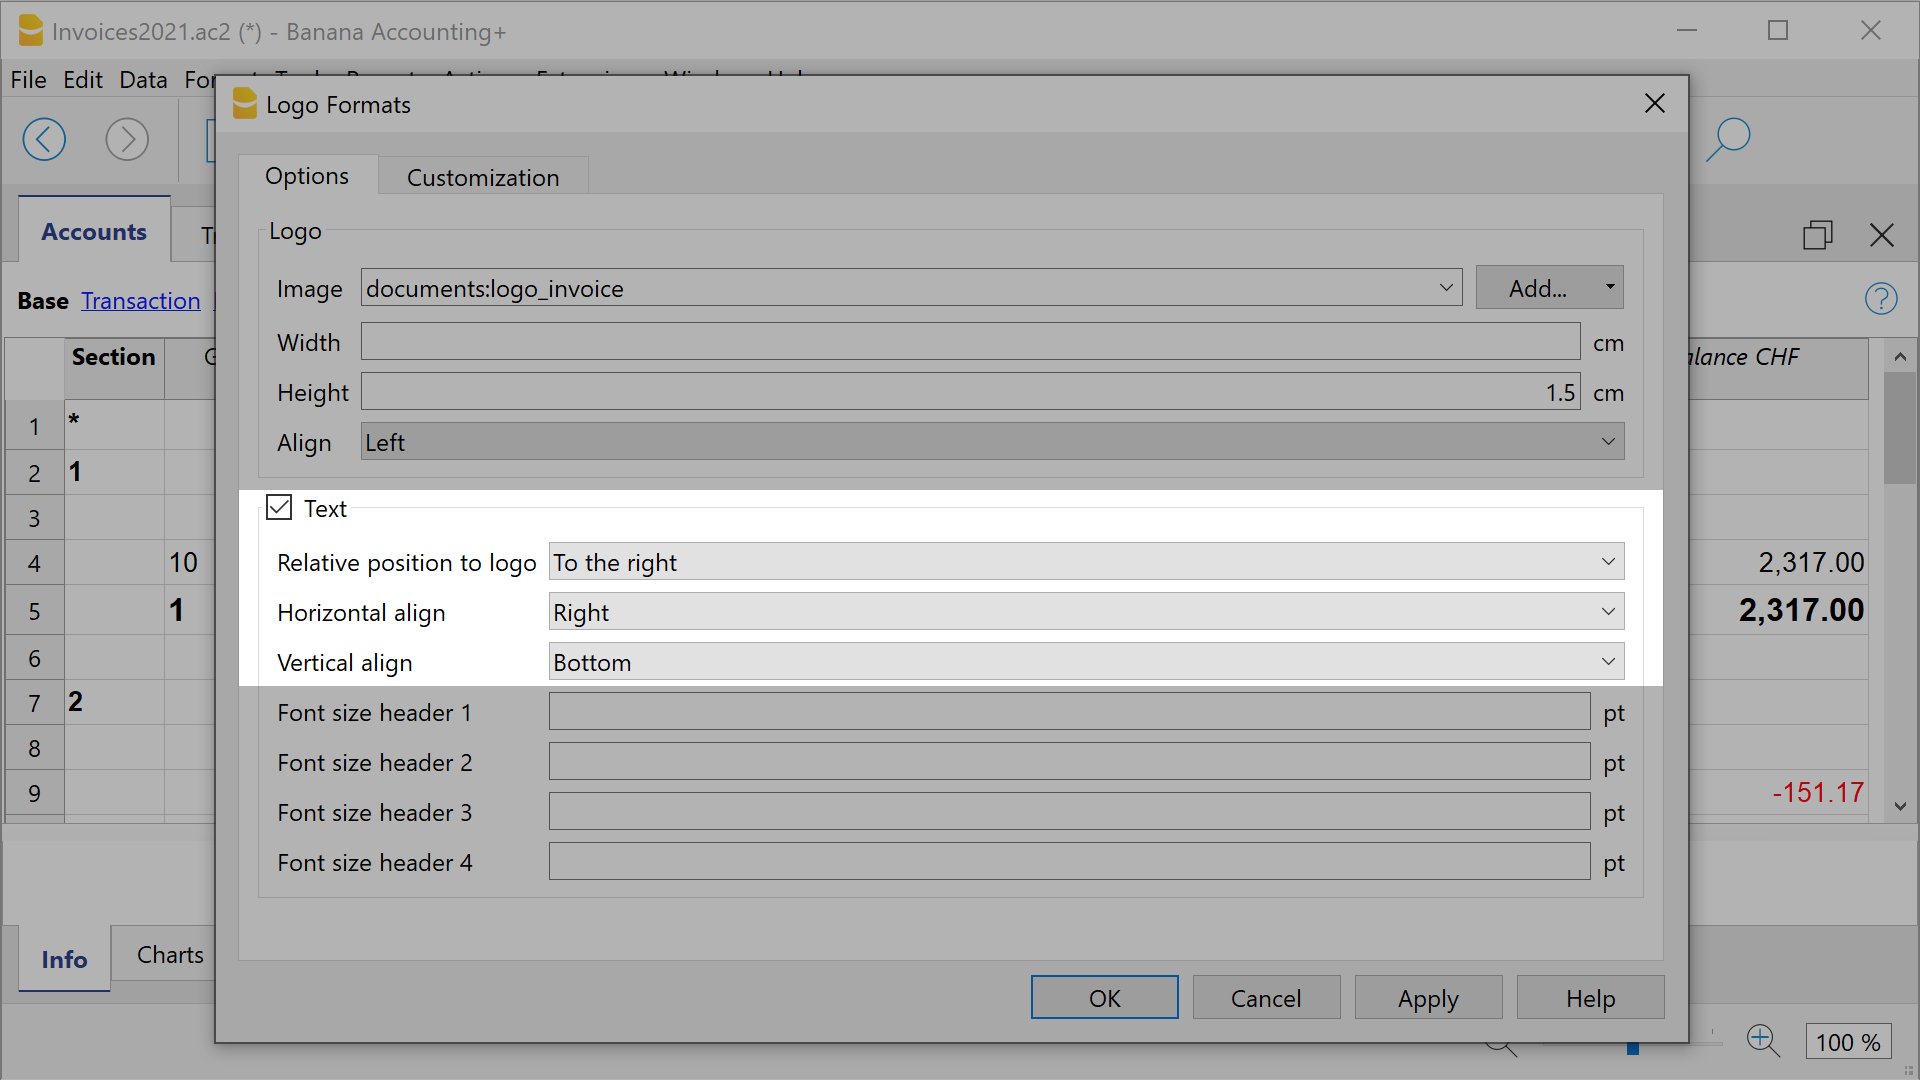 Invoices2021.ac2 (*) - Banana Accounting+
File Edit Data
Logo Formats
Options Customization
Accounts
Logo
Image documents:logo_invoice Add...
Width cm
Height 1.5 cm
Align Left
Base Transaction
Section
alance CHF
1 *
2 1
3
4 10 2,317.00
5 1 2,317.00
6
7 2
8
9 -151.17
Text
Relative position to logo To the right
Horizontal align Right
Vertical align Bottom
Font size header 1 pt
Font size header 2 pt
Font size header 3 pt
Font size header 4 pt
Info Charts
OK Cancel Apply Help
100 %